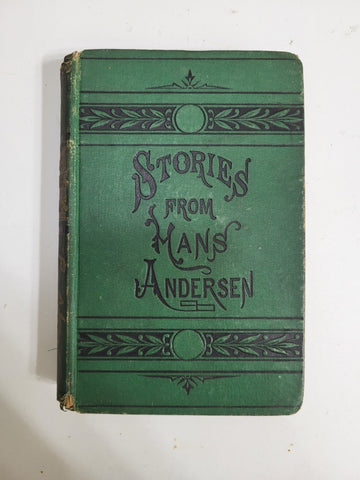 STORIES
FROM
HANS
ANDERSEN